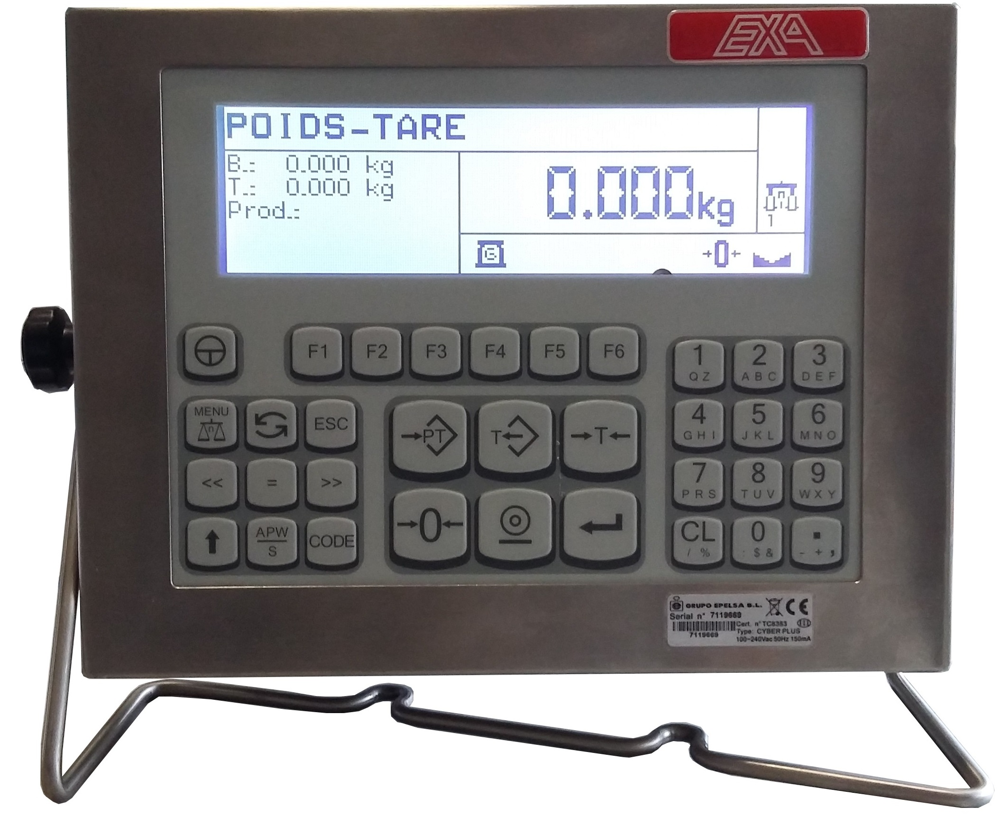 EXA
POIDS-TARE
B.: 0.000 kg
T.: 0.000 kg
Prod.:
0.000kg
n
1
G
→0←
F1 F2 F3 F4 F5 F6
1 2 3
QZ ABC DEF
MENU
n
ESC
→PT T← →T←
4 5 6
GHI JKL MNO
<< = >>
7 8 9
PRS TUV WXY
APW
S
CODE
→0←
CL 0 .
/ % : $ & - + ,
e GRUPO EPELSA S.L. CE
Serial n° 7119669
Cert. n° TC8383 III
7119669
Type: CYBER PLUS
100~240Vac 50Hz 150mA